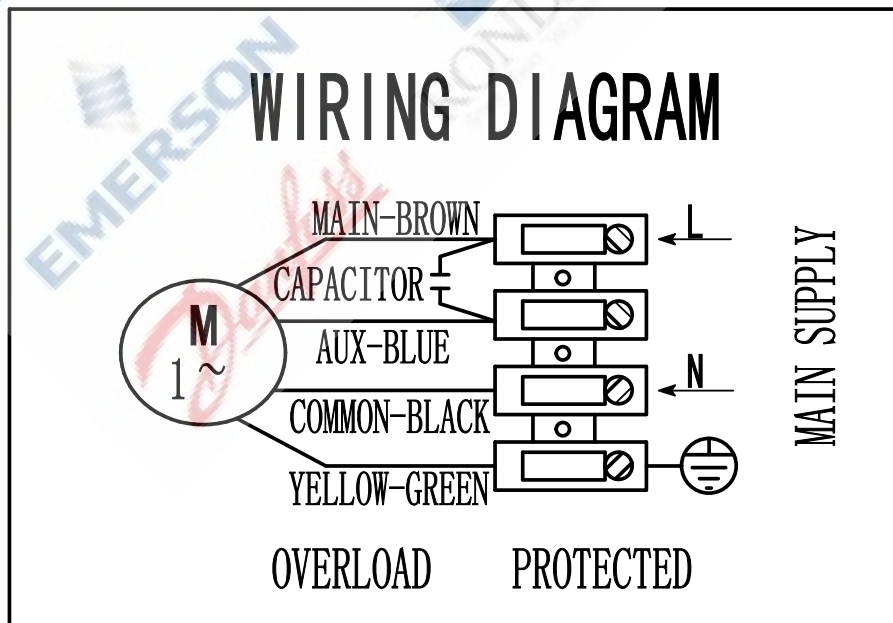 EMERSON
WIRING DIAGRAM
MAIN-BROWN
L
CAPACITOR
M
1~
AUX-BLUE
MAIN SUPPLY
N
COMMON-BLACK
YELLOW-GREEN
OVERLOAD PROTECTED